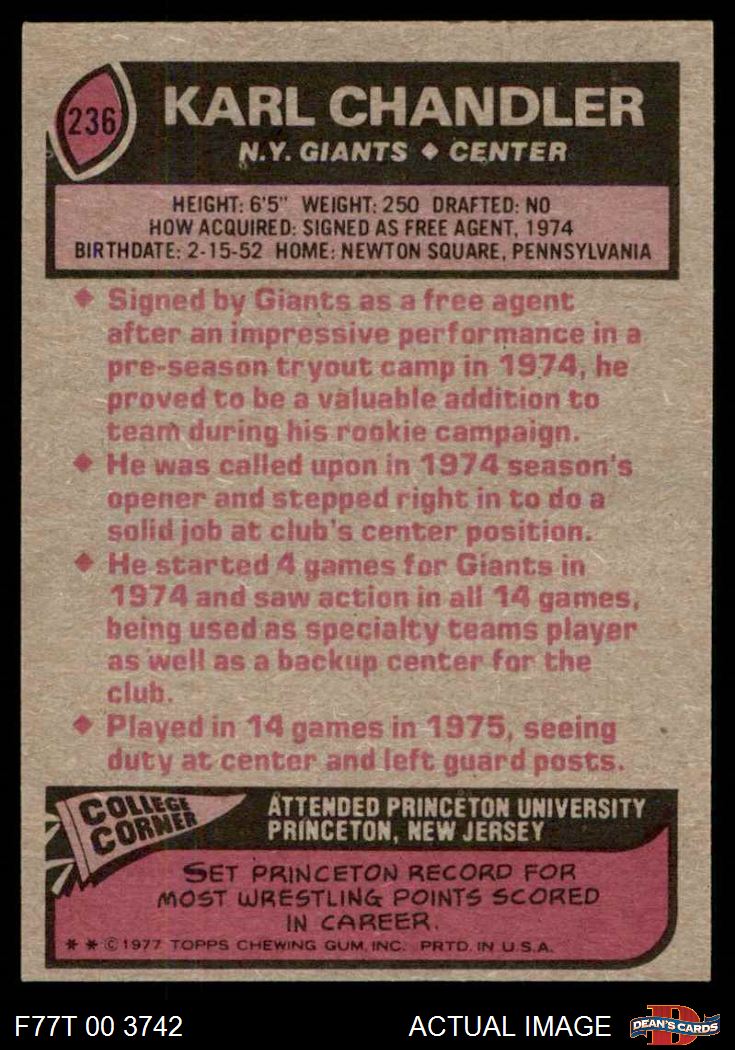 236
KARL CHANDLER
N.Y. GIANTS ♦ CENTER
HEIGHT: 6'5" WEIGHT: 250 DRAFTED: NO
HOW ACQUIRED: SIGNED AS FREE AGENT, 1974
BIRTHDATE: 2-15-52 HOME: NEWTON SQUARE, PENNSYLVANIA
♦ Signed by Giants as a free agent
after an impressive performance in a
pre-season tryout camp in 1974, he
proved to be a valuable addition to
team during his rookie campaign.
♦ He was called upon in 1974 season's
opener and stepped right in to do a
solid job at club's center position.
♦ He started 4 games for Giants in
1974 and saw action in all 14 games,
being used as specialty teams player
as well as a backup center for the
club.
♦ Played in 14 games in 1975, seeing
duty at center and left guard posts.
COLLEGE
CORNER
ATTENDED PRINCETON UNIVERSITY
PRINCETON, NEW JERSEY
SET PRINCETON RECORD FOR
MOST WRESTLING POINTS SCORED
IN CAREER.
* * © 1977 TOPPS CHEWING GUM, INC. PRTD. IN U.S.A.
F77T 00 3742
ACTUAL IMAGE
D
DEAN'S CARDS